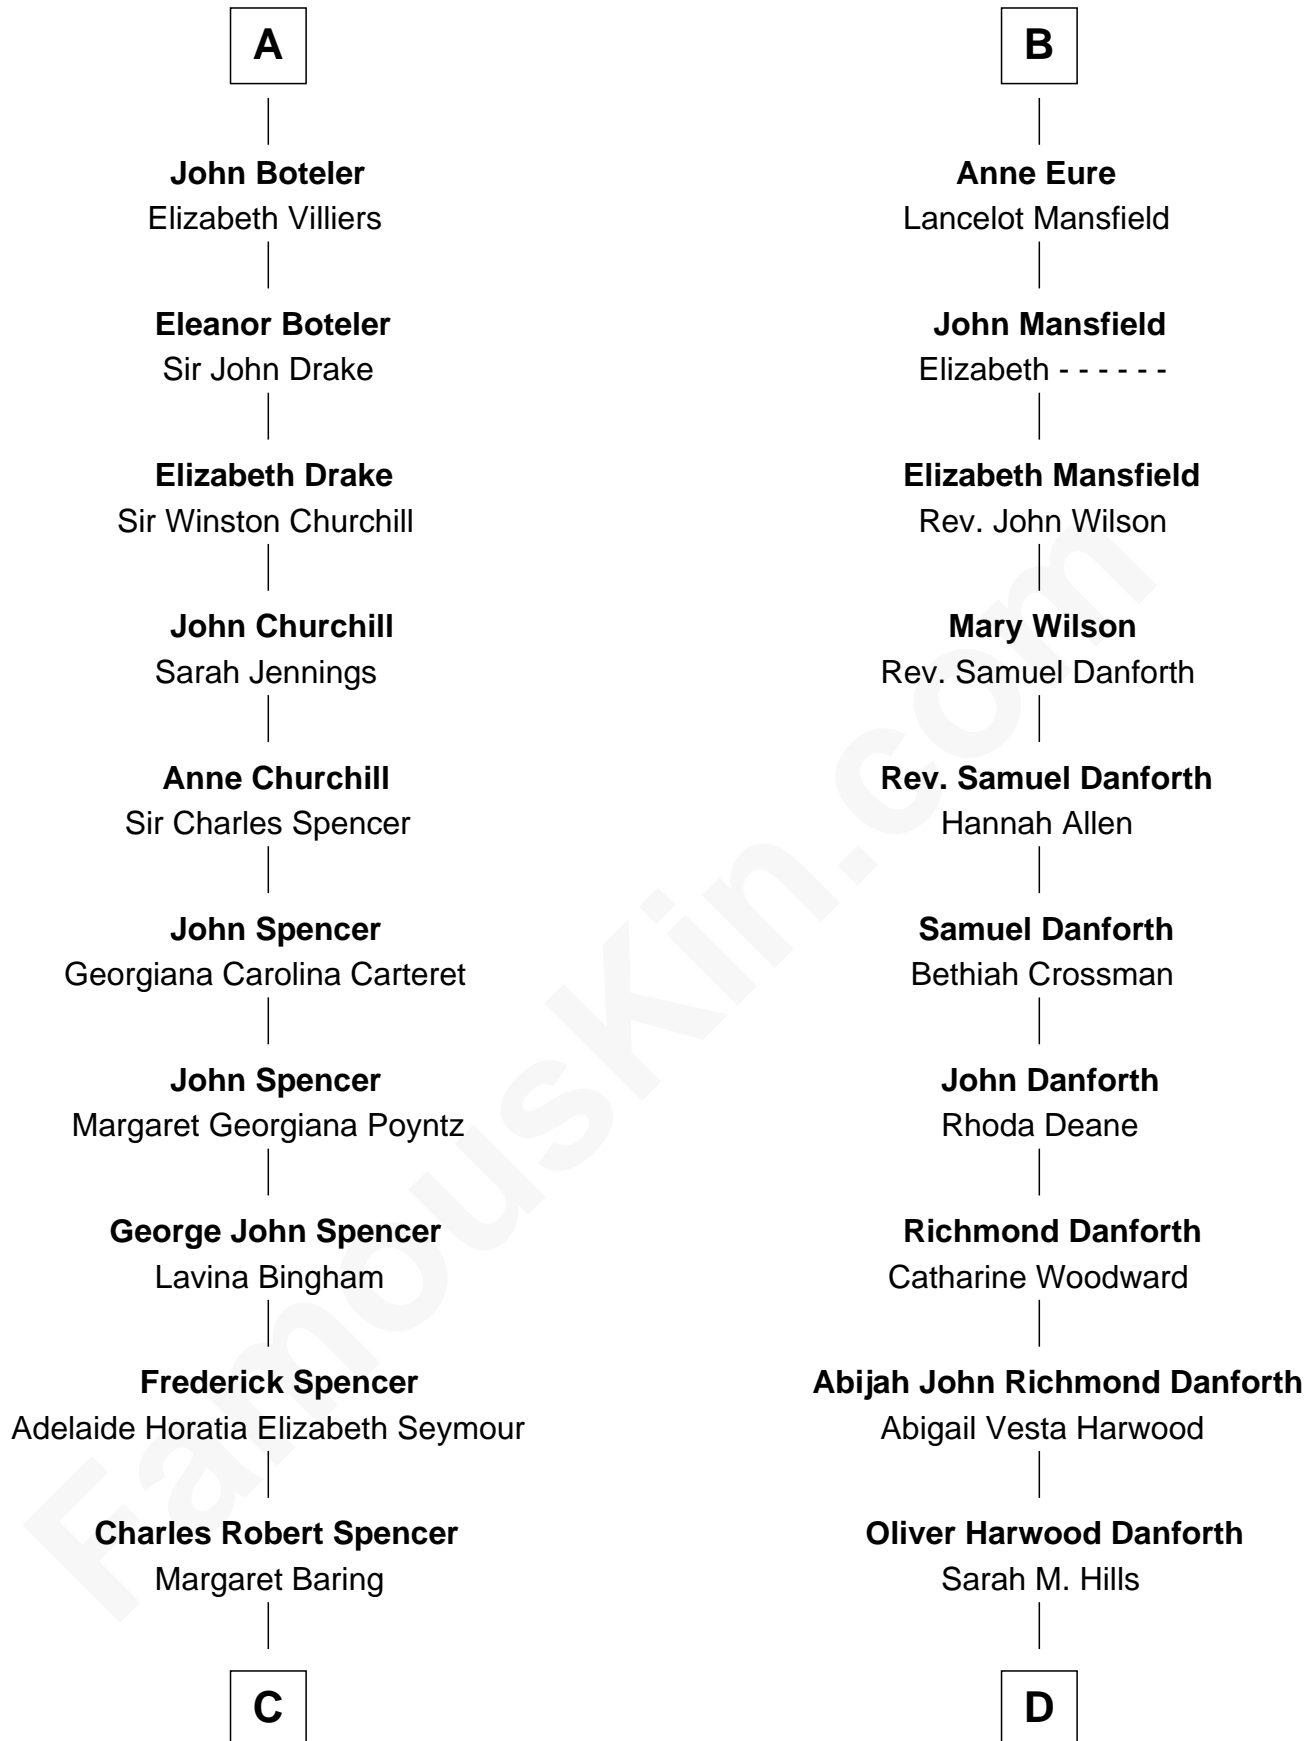 A
John Boteler
Elizabeth Villiers
Eleanor Boteler
Sir John Drake
Elizabeth Drake
Sir Winston Churchill
John Churchill
Sarah Jennings
Anne Churchill
Sir Charles Spencer
John Spencer
Georgiana Carolina Carteret
John Spencer
Margaret Georgiana Poyntz
George John Spencer
Lavina Bingham
Frederick Spencer
Adelaide Horatia Elizabeth Seymour
Charles Robert Spencer
Margaret Baring
C
B
Anne Eure
Lancelot Mansfield
John Mansfield
Elizabeth - - - - - -
Elizabeth Mansfield
Rev. John Wilson
Mary Wilson
Rev. Samuel Danforth
Rev. Samuel Danforth
Hannah Allen
Samuel Danforth
Bethiah Crossman
John Danforth
Rhoda Deane
Richmond Danforth
Catharine Woodward
Abijah John Richmond Danforth
Abigail Vesta Harwood
Oliver Harwood Danforth
Sarah M. Hills
D
FamousKin.com